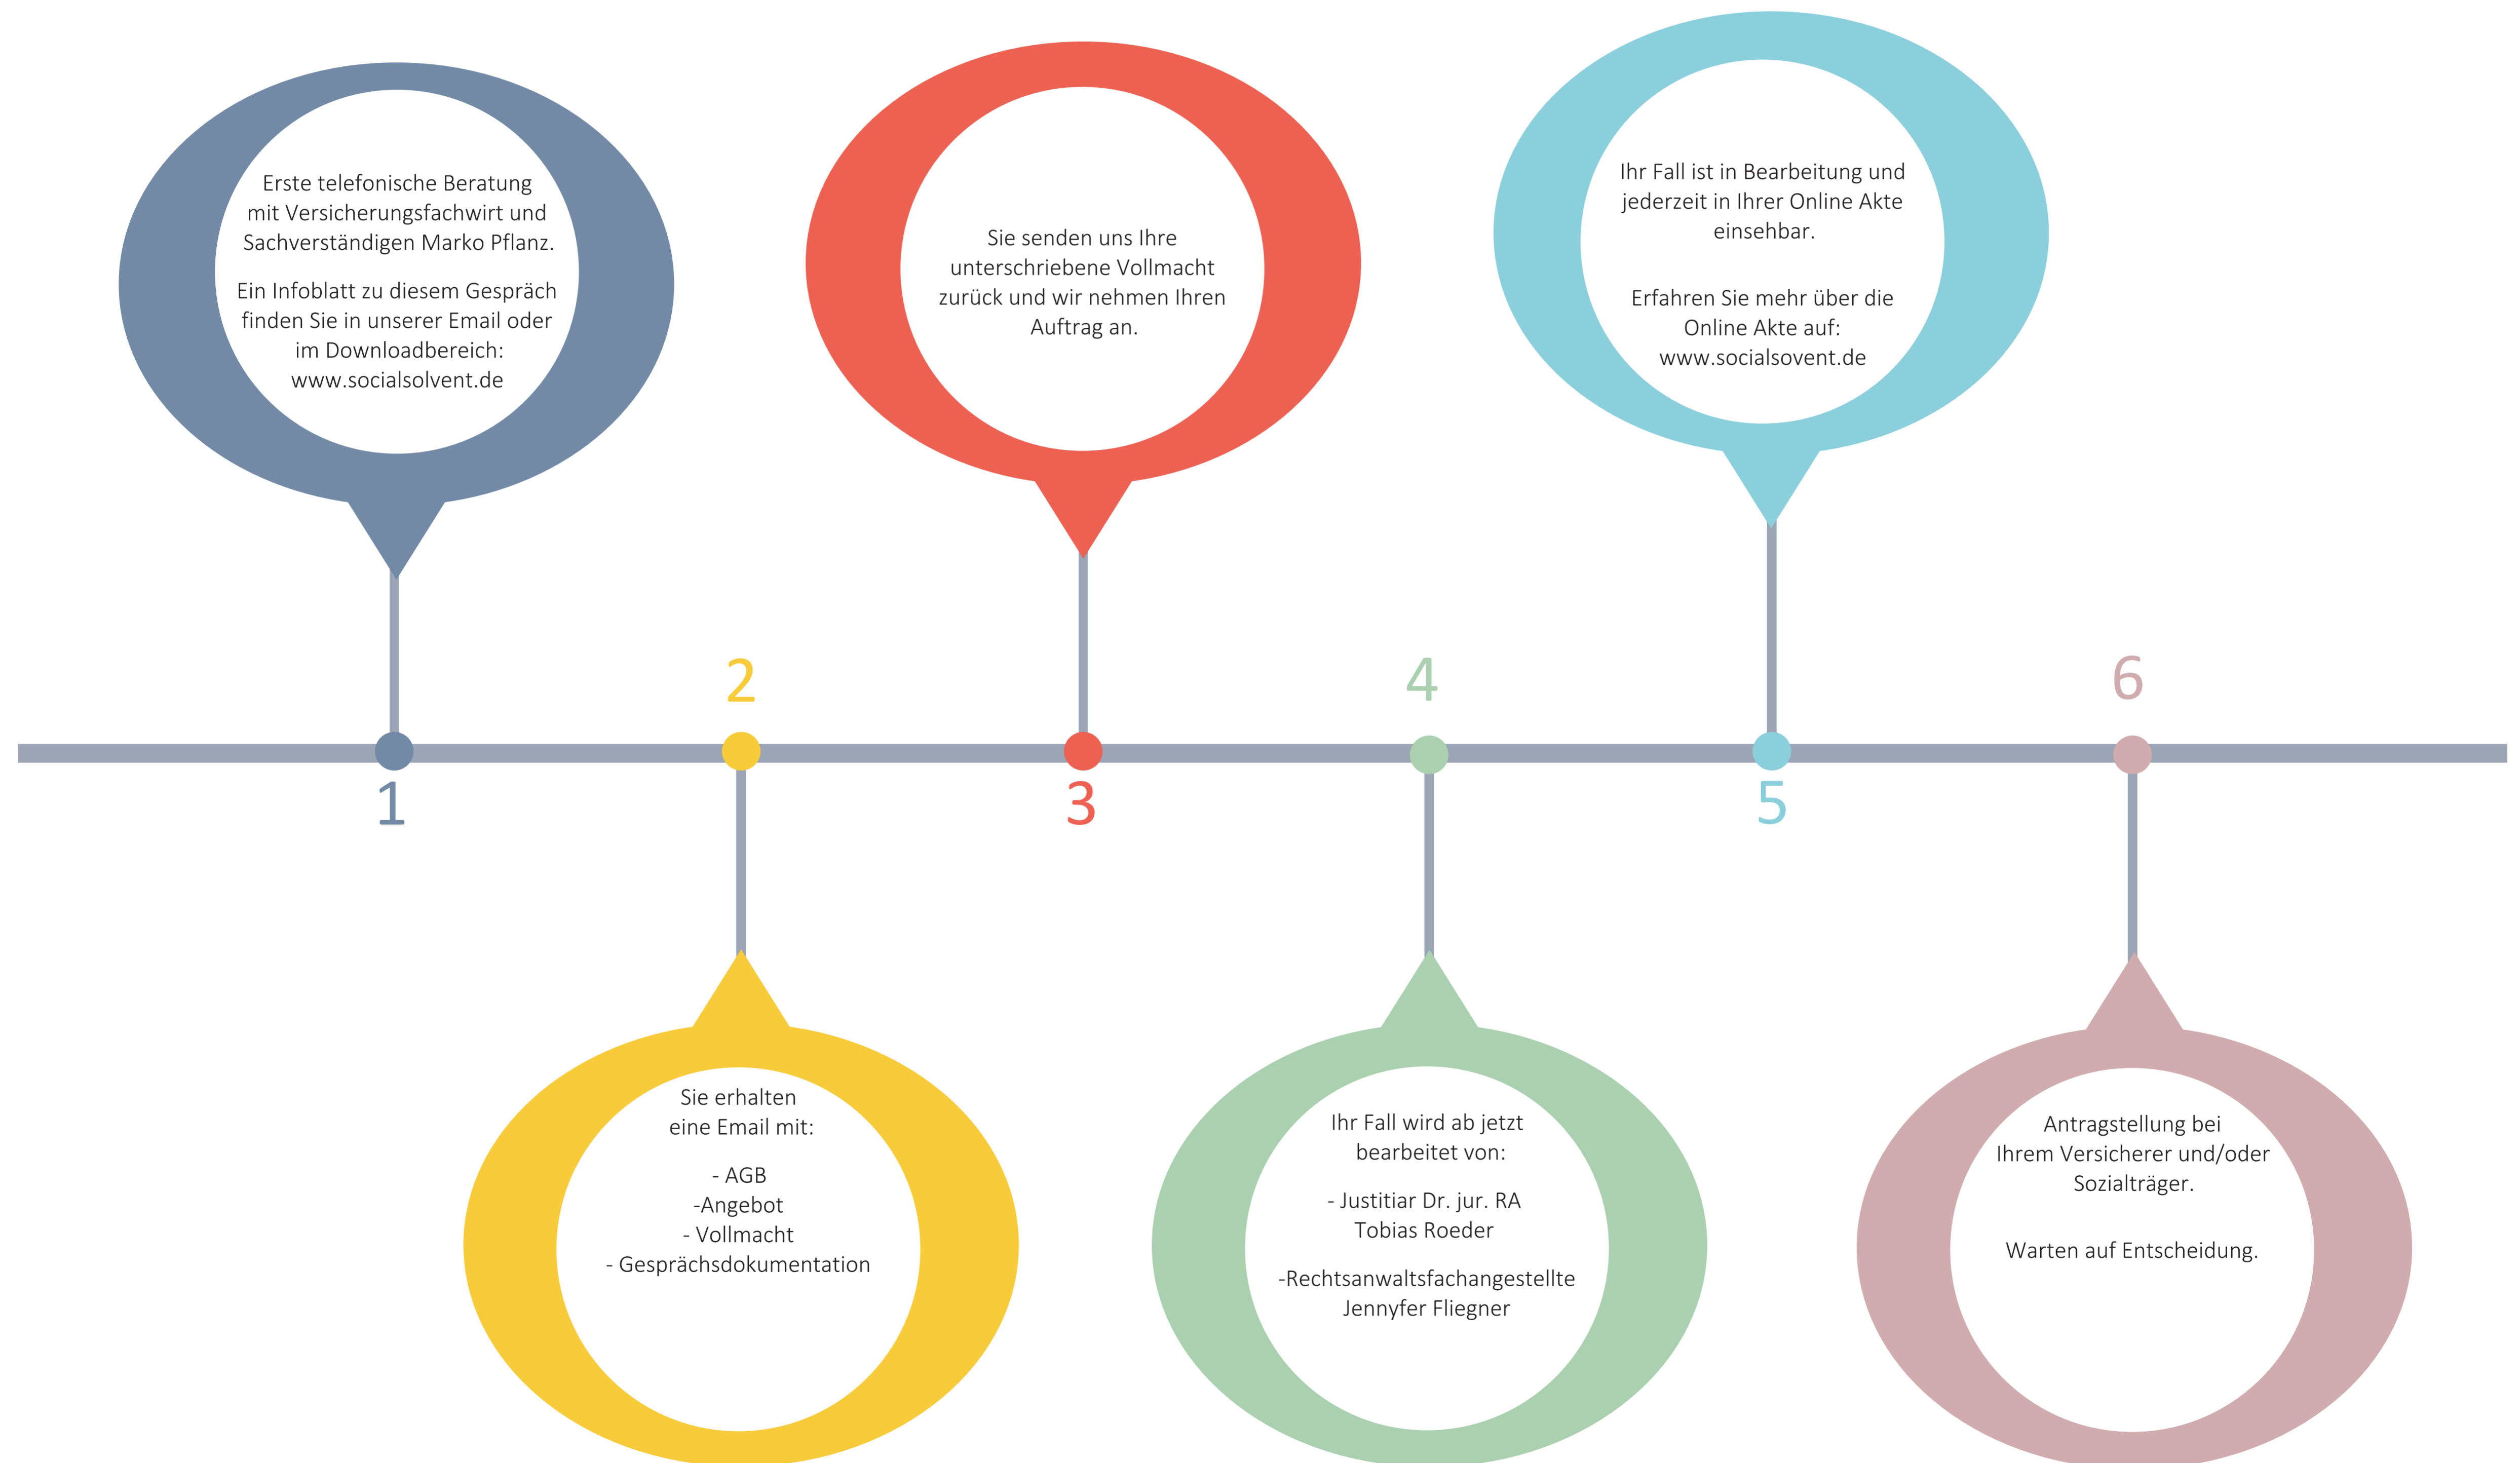 Erste telefonische Beratung
mit Versicherungsfachwirt und
Sachverständigen Marko Pflanz.
Ein Infoblatt zu diesem Gespräch
finden Sie in unserer Email oder
im Downloadbereich:
www.socialsolvent.de
1
2
Sie erhalten
eine Email mit:
- AGB
-Angebot
- Vollmacht
- Gesprächsdokumentation
Sie senden uns Ihre
unterschriebene Vollmacht
zurück und wir nehmen Ihren
Auftrag an.
3
4
Ihr Fall wird ab jetzt
bearbeitet von:
- Justitiar Dr. jur. RA
Tobias Roeder
-Rechtsanwaltsfachangestellte
Jennyfer Fliegner
Ihr Fall ist in Bearbeitung und
jederzeit in Ihrer Online Akte
einsehbar.
Erfahren Sie mehr über die
Online Akte auf:
www.socialsovent.de
5
6
Antragstellung bei
Ihrem Versicherer und/oder
Sozialträger.
Warten auf Entscheidung.